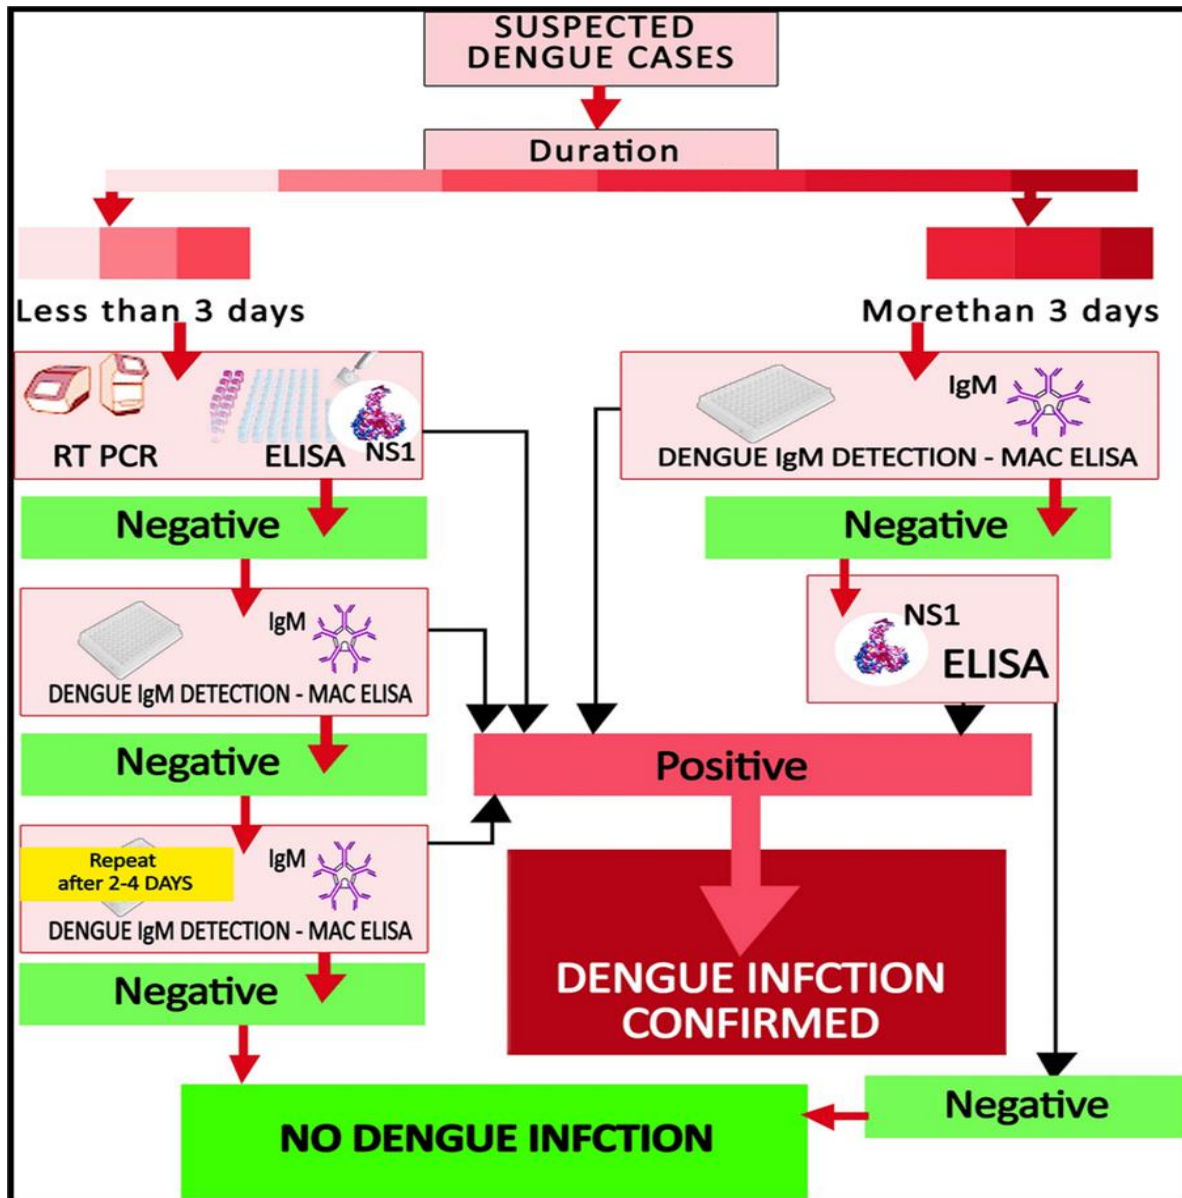 SUSPECTED
DENGUE CASES
Duration
Less than 3 days
Morethan 3 days
RT PCR
ELISA
NS1
IgM
DENGUE IgM DETECTION - MAC ELISA
Negative
Negative
IgM
DENGUE IgM DETECTION - MAC ELISA
NS1
ELISA
Negative
Positive
Repeat
after 2-4 DAYS
IgM
DENGUE IgM DETECTION - MAC ELISA
Negative
DENGUE INFCTION
CONFIRMED
Negative
NO DENGUE INFCTION